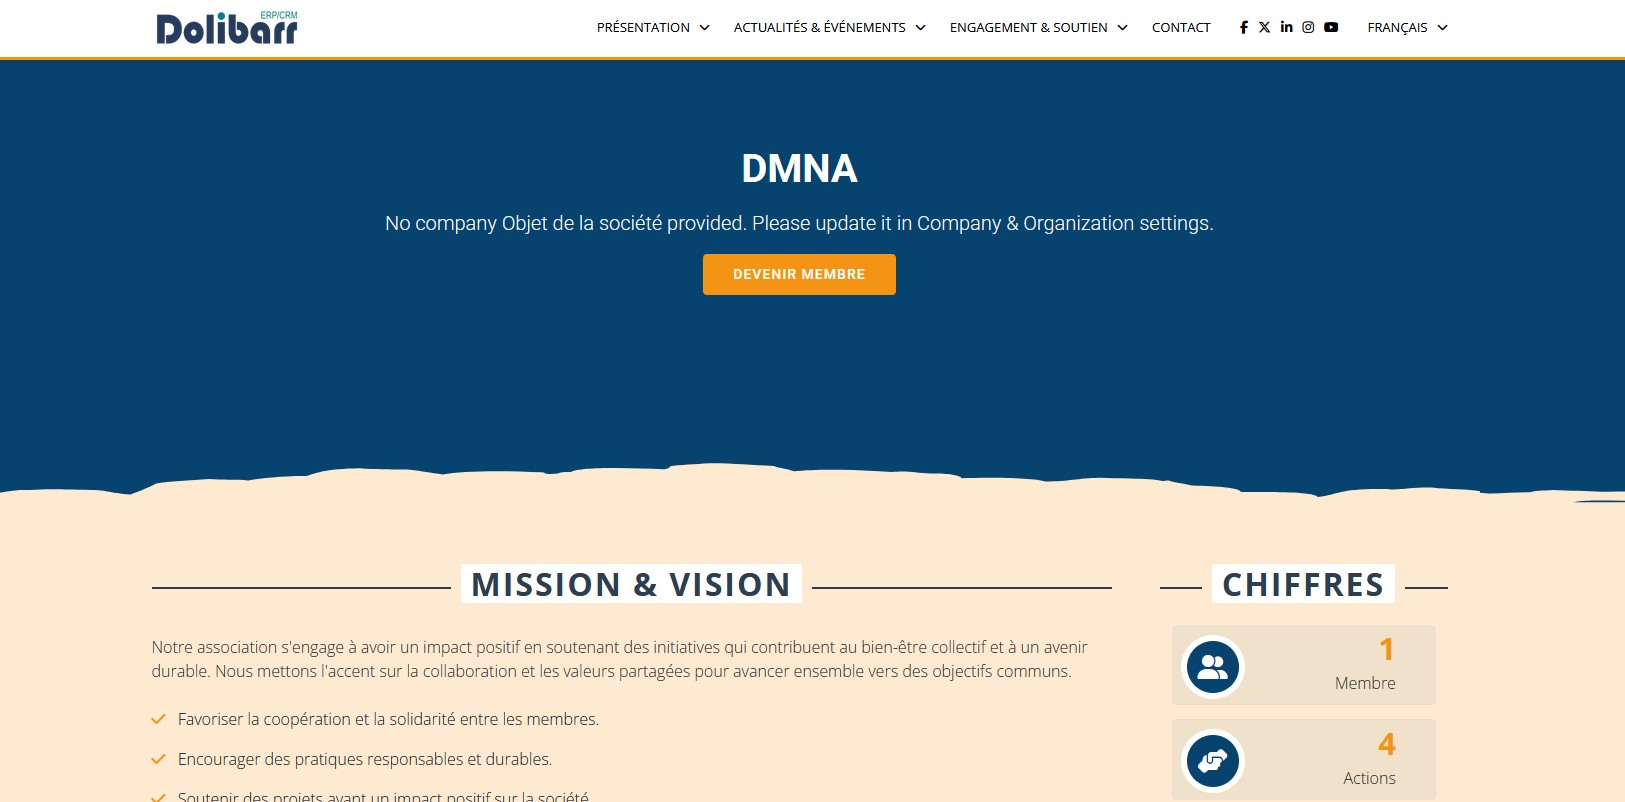 Dolibarr ERP/CRM
PRÉSENTATION ACTUALITÉS & ÉVÉNEMENTS ENGAGEMENT & SOUTIEN CONTACT FRANÇAIS
DMNA
No company Objet de la société provided. Please update it in Company & Organization settings.
DEVENIR MEMBRE
MISSION & VISION
Notre association s'engage à avoir un impact positif en soutenant des initiatives qui contribuent au bien-être collectif et à un avenir
durable. Nous mettons l'accent sur la collaboration et les valeurs partagées pour avancer ensemble vers des objectifs communs.
Favoriser la coopération et la solidarité entre les membres.
Encourager des pratiques responsables et durables.
Soutenir des projets ayant un impact positif sur la société.
CHIFFRES
1
Membre
4
Actions